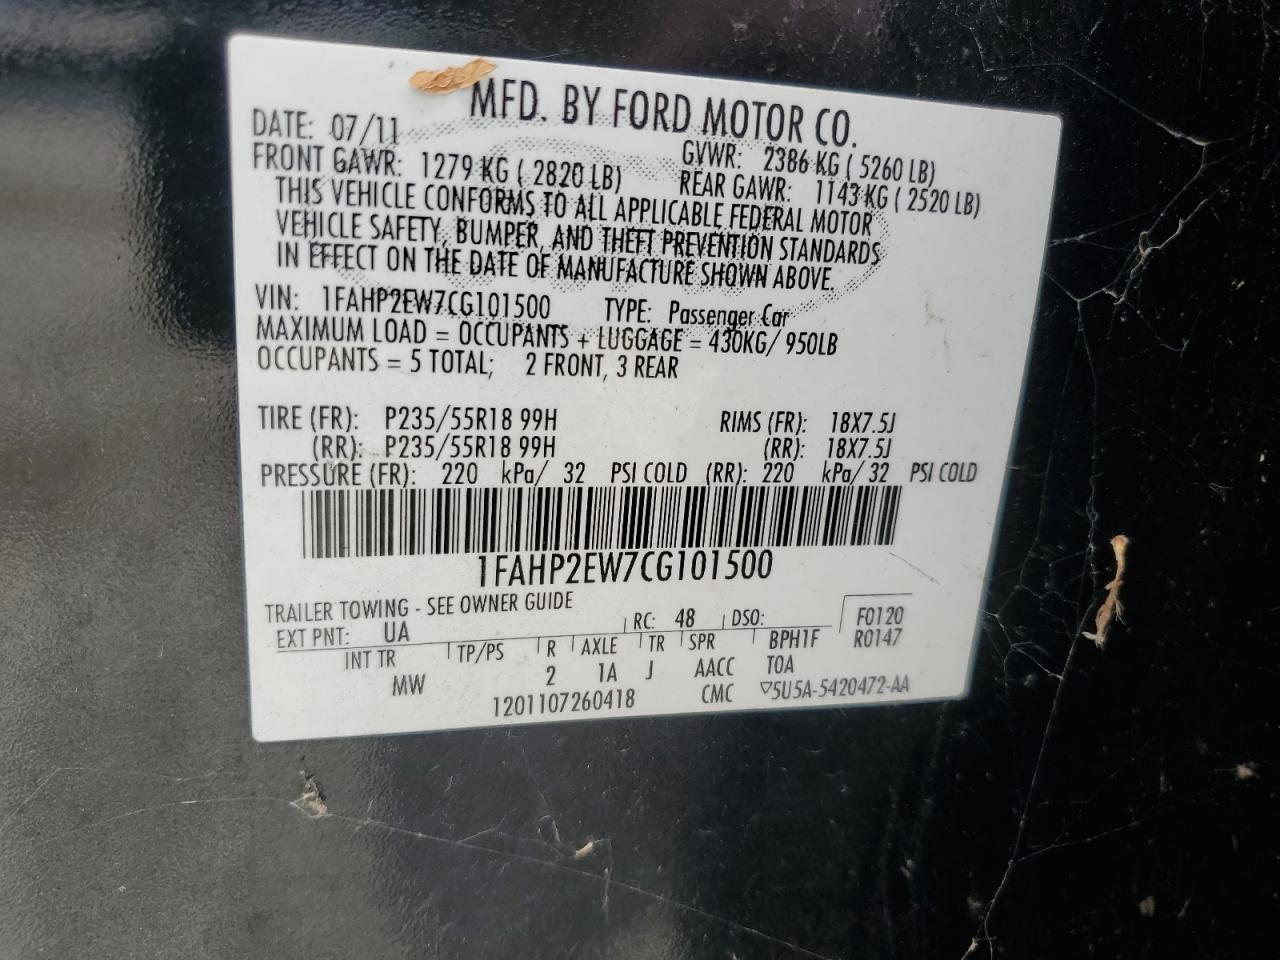 MFD. BY FORD MOTOR CO.
DATE: 07/11 GVWR: 2386 KG ( 5260 LB)
FRONT GAWR: 1279 KG ( 2820 LB) REAR GAWR: 1143 KG ( 2520 LB)
THIS VEHICLE CONFORMS TO ALL APPLICABLE FEDERAL MOTOR
VEHICLE SAFETY, BUMPER, AND THEFT PREVENTION STANDARDS
IN EFFECT ON THE DATE OF MANUFACTURE SHOWN ABOVE.
VIN: 1FAHP2EW7CG101500 TYPE: Passenger Car
MAXIMUM LOAD = OCCUPANTS + LUGGAGE = 430KG/ 950LB
OCCUPANTS = 5 TOTAL; 2 FRONT, 3 REAR
TIRE (FR): P235/55R18 99H RIMS (FR): 18X7.5J
(RR): P235/55R18 99H (RR): 18X7.5J
PRESSURE (FR): 220 kPa/ 32 PSI COLD (RR): 220 kPa/ 32 PSI COLD
1FAHP2EW7CG101500
TRAILER TOWING - SEE OWNER GUIDE
EXT PNT: UA RC: 48 DSO: F0120
INT TR TP/PS R AXLE TR SPR BPH1F R0147
MW 2 1A J AACC TOA
1201107260418 CMC ▽5U5A-5420472-AA